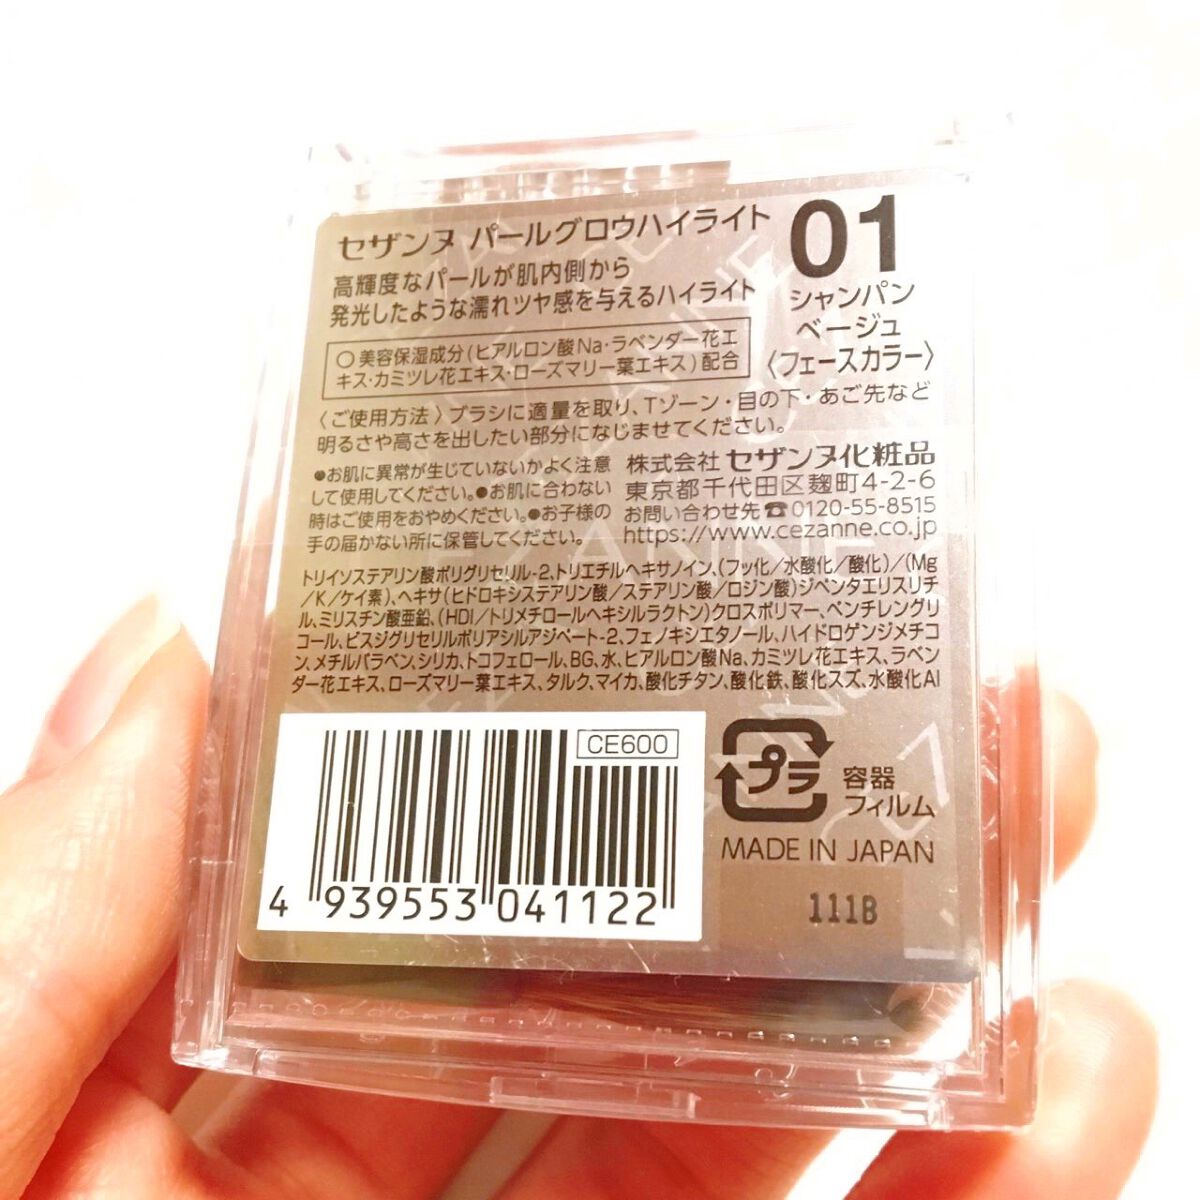 セザンヌ パールグロウハイライト
高輝度なパールが肌内側から
発光したような濡れツヤ感を与えるハイライト
01
シャンパン
ベージュ
〈フェースカラー〉
○美容保湿成分(ヒアルロン酸Na・ラベンダー花エ
キス・カミツレ花エキス・ローズマリー葉エキス)配合
〈ご使用方法〉ブラシに適量を取り、Tゾーン・目の下・あご先など
明るさや高さを出したい部分になじませてください。
●お肌に異常が生じていないかよく注意
して使用してください。●お肌に合わない
時はご使用をおやめください。●お子様の
手の届かない所に保管してください。
株式会社 セザンヌ化粧品
東京都千代田区麹町4-2-6
お問い合わせ先☎0120-55-8515
https://www.cezanne.co.jp
トリイソステアリン酸ポリグリセリル-2、トリエチルヘキサノイン、(フッ化/水酸化/酸化)/(Mg
/K/ケイ素)、ヘキサ(ヒドロキシステアリン酸/ステアリン酸/ロジン酸)ジペンタエリスリチ
ル、ミリスチン酸亜鉛、(HDI/トリメチロールヘキシルラクトン)クロスポリマー、ペンチレングリ
コール、ビスジグリセリルポリアシルアジペート-2、フェノキシエタノール、ハイドロゲンジメチコ
ン、メチルパラベン、シリカ、トコフェロール、BG、水、ヒアルロン酸Na、カミツレ花エキス、ラベン
ダー花エキス、ローズマリー葉エキス、タルク、マイカ、酸化チタン、酸化鉄、酸化スズ、水酸化Al
CE600
4 939553 041122
プラ
容器
フィルム
MADE IN JAPAN
111B